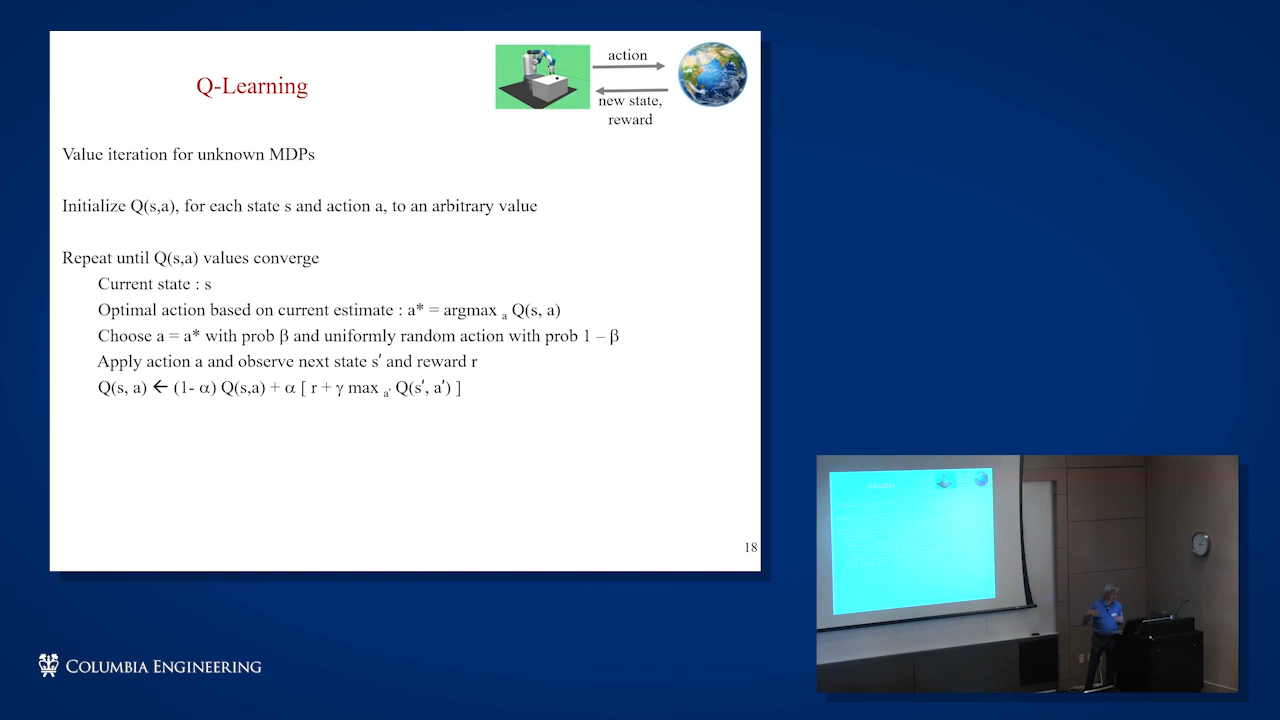 Q-Learning
action
new state,
reward
Value iteration for unknown MDPs
Initialize Q(s,a), for each state s and action a, to an arbitrary value
Repeat until Q(s,a) values converge
Current state : s
Optimal action based on current estimate : a* = argmax a Q(s, a)
Choose a = a* with prob β and uniformly random action with prob 1 – β
Apply action a and observe next state s′ and reward r
Q(s, a) 🡸 (1- α) Q(s,a) + α [ r + γ max a′ Q(s′, a′) ]
18
COLUMBIA ENGINEERING